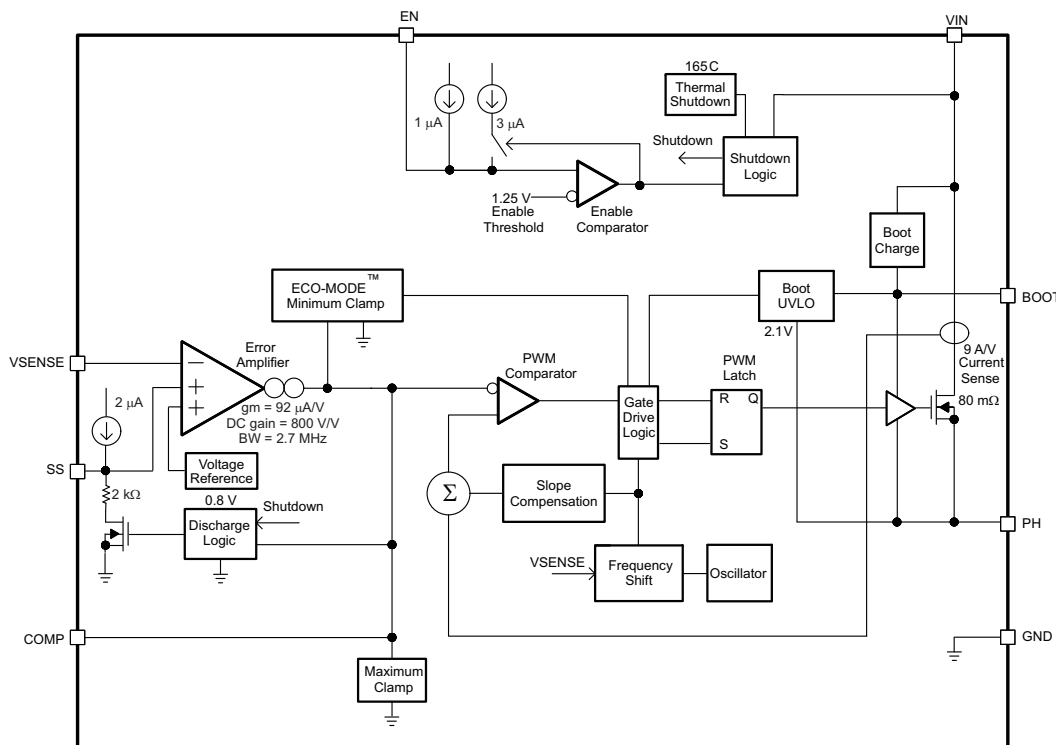 EN
VIN
165C
Thermal
Shutdown
1 μA
3 μA
Shutdown
Shutdown
Logic
1.25 V
Enable
Threshold
Enable
Comparator
Boot
Charge
ECO-MODE™
Minimum Clamp
Boot
UVLO
BOOT
2.1V
VSENSE
Error
Amplifier
PWM
Comparator
PWM
Latch
9 A/V
Current
Sense
gm = 92 μA/V
DC gain = 800 V/V
BW = 2.7 MHz
2 μA
Gate
Drive
Logic
R Q
S
80 mΩ
SS
Voltage
Reference
2 kΩ
0.8 V
Shutdown
Discharge
Logic
Σ
Slope
Compensation
PH
VSENSE
Frequency
Shift
Oscillator
COMP
GND
Maximum
Clamp